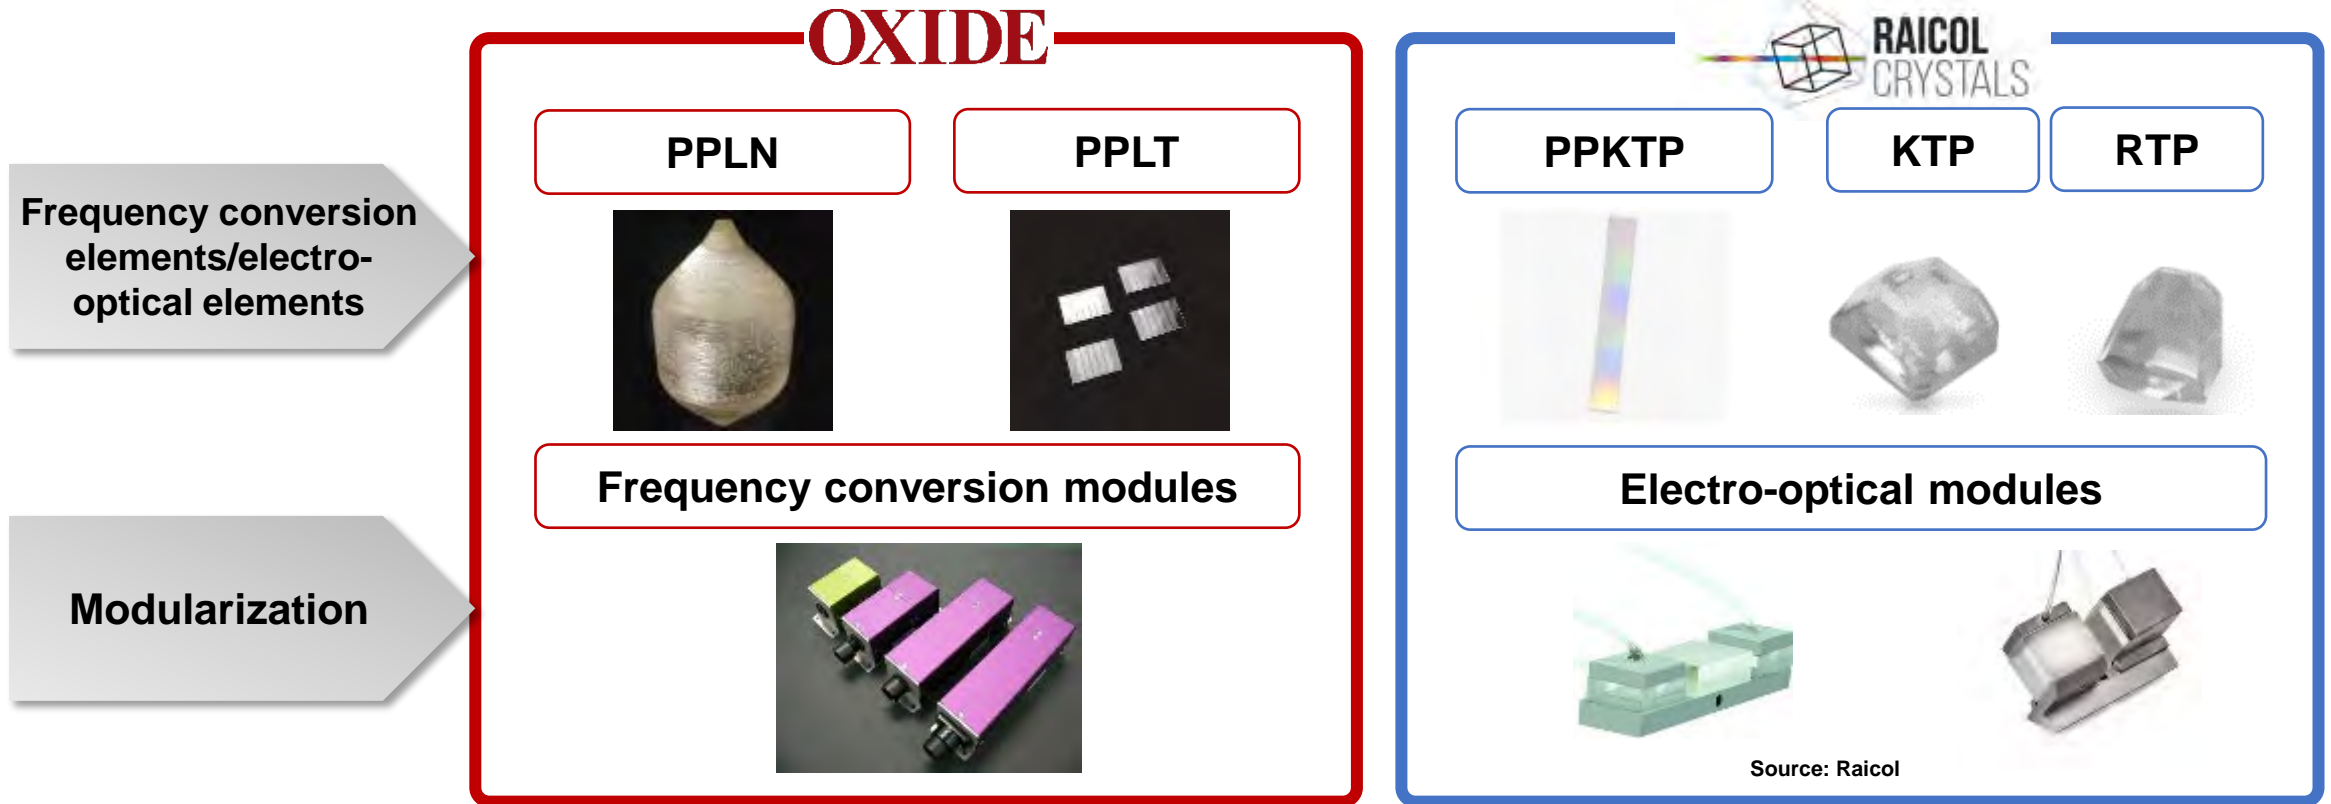 OXIDE
RAICOL
CRYSTALS
Frequency conversion
elements/electro-
optical elements
PPLN
PPLT
PPKTP
KTP
RTP
Modularization
Frequency conversion modules
Electro-optical modules
Source: Raicol